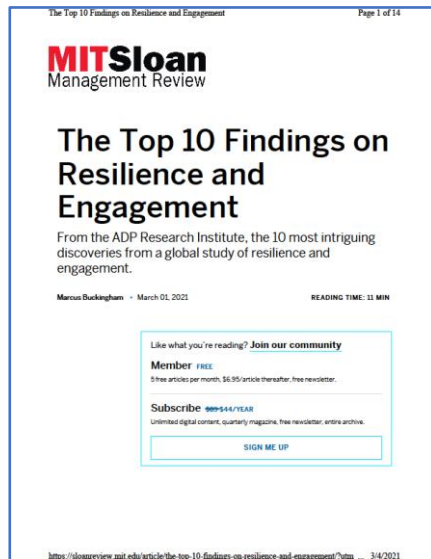 The Top 10 Findings on Resilience and Engagement Page 1 of 14
MITSloan
Management Review
The Top 10 Findings on
Resilience and
Engagement
From the ADP Research Institute, the 10 most intriguing
discoveries from a global study of resilience and
engagement.
Marcus Buckingham • March 01, 2021 READING TIME: 11 MIN
Like what you're reading? Join our community
Member FREE
5 free articles per month, $6.95/article thereafter, free newsletter.
Subscribe $89 $44/YEAR
Unlimited digital content, quarterly magazine, free newsletter, entire archive.
SIGN ME UP
https://sloanreview.mit.edu/article/the-top-10-findings-on-resilience-and-engagement/?utm_... 3/4/2021